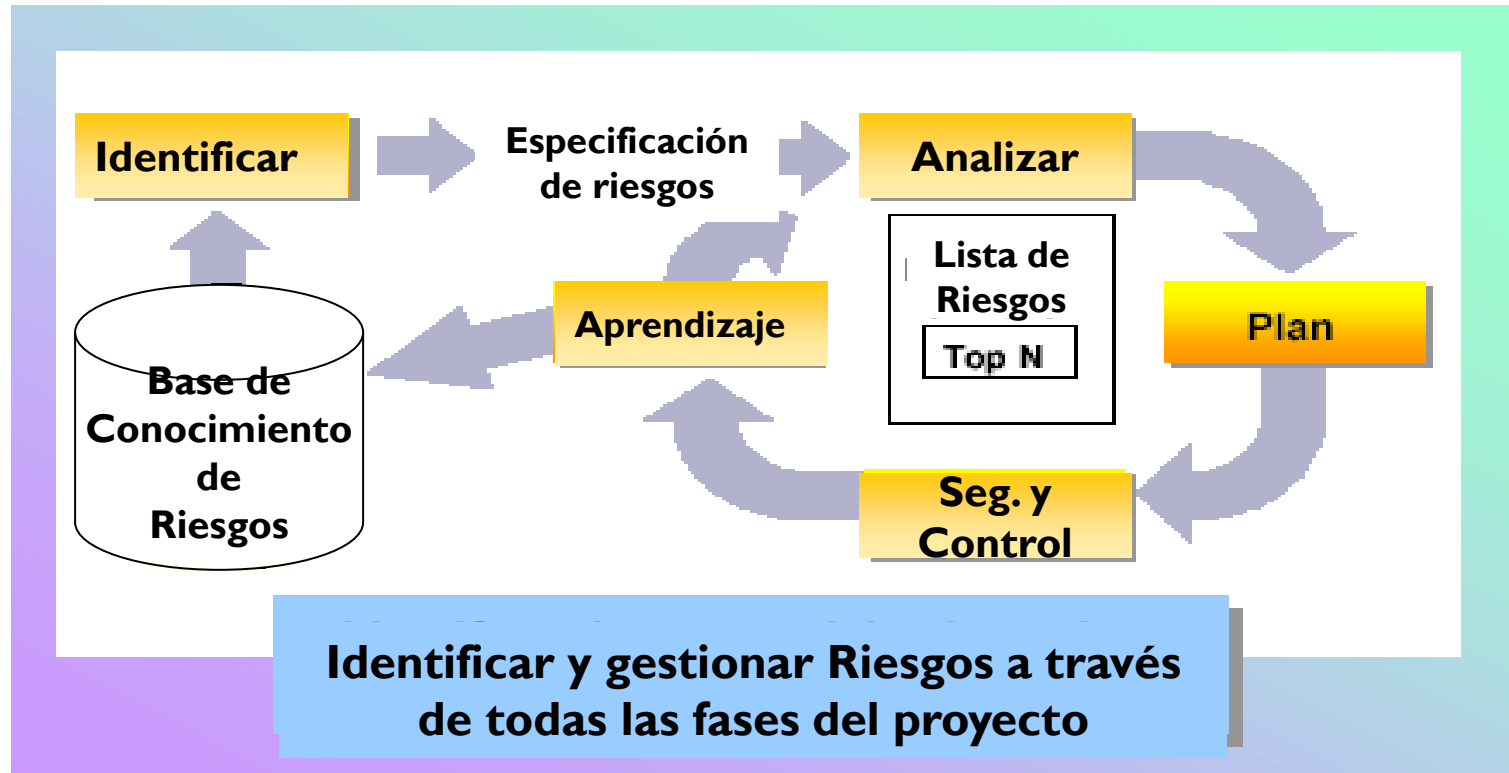 Identificar
Especificación
de riesgos
Analizar
Lista de
Riesgos
Top N
Aprendizaje
Plan
Base de
Conocimiento
de
Riesgos
Seg. y
Control
Identificar y gestionar Riesgos a través
de todas las fases del proyecto